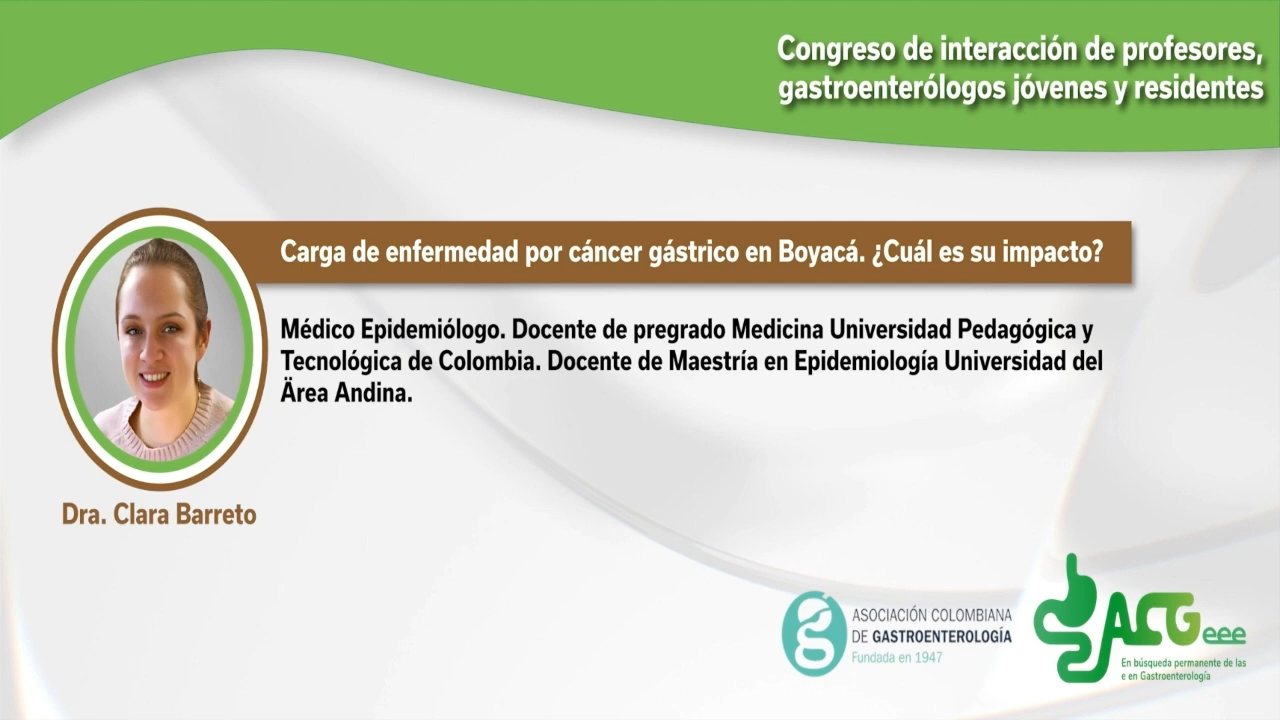 Congreso de interacción de profesores,
gastroenterólogos jóvenes y residentes
Carga de enfermedad por cáncer gástrico en Boyacá. ¿Cuál es su impacto?
Médico Epidemiólogo. Docente de pregrado Medicina Universidad Pedagógica y
Tecnológica de Colombia. Docente de Maestría en Epidemiología Universidad del
Ärea Andina.
Dra. Clara Barreto
ASOCIACIÓN COLOMBIANA
DE GASTROENTEROLOGÍA
Fundada en 1947
ACGeee
En búsqueda permanente de las
e en Gastroenterología